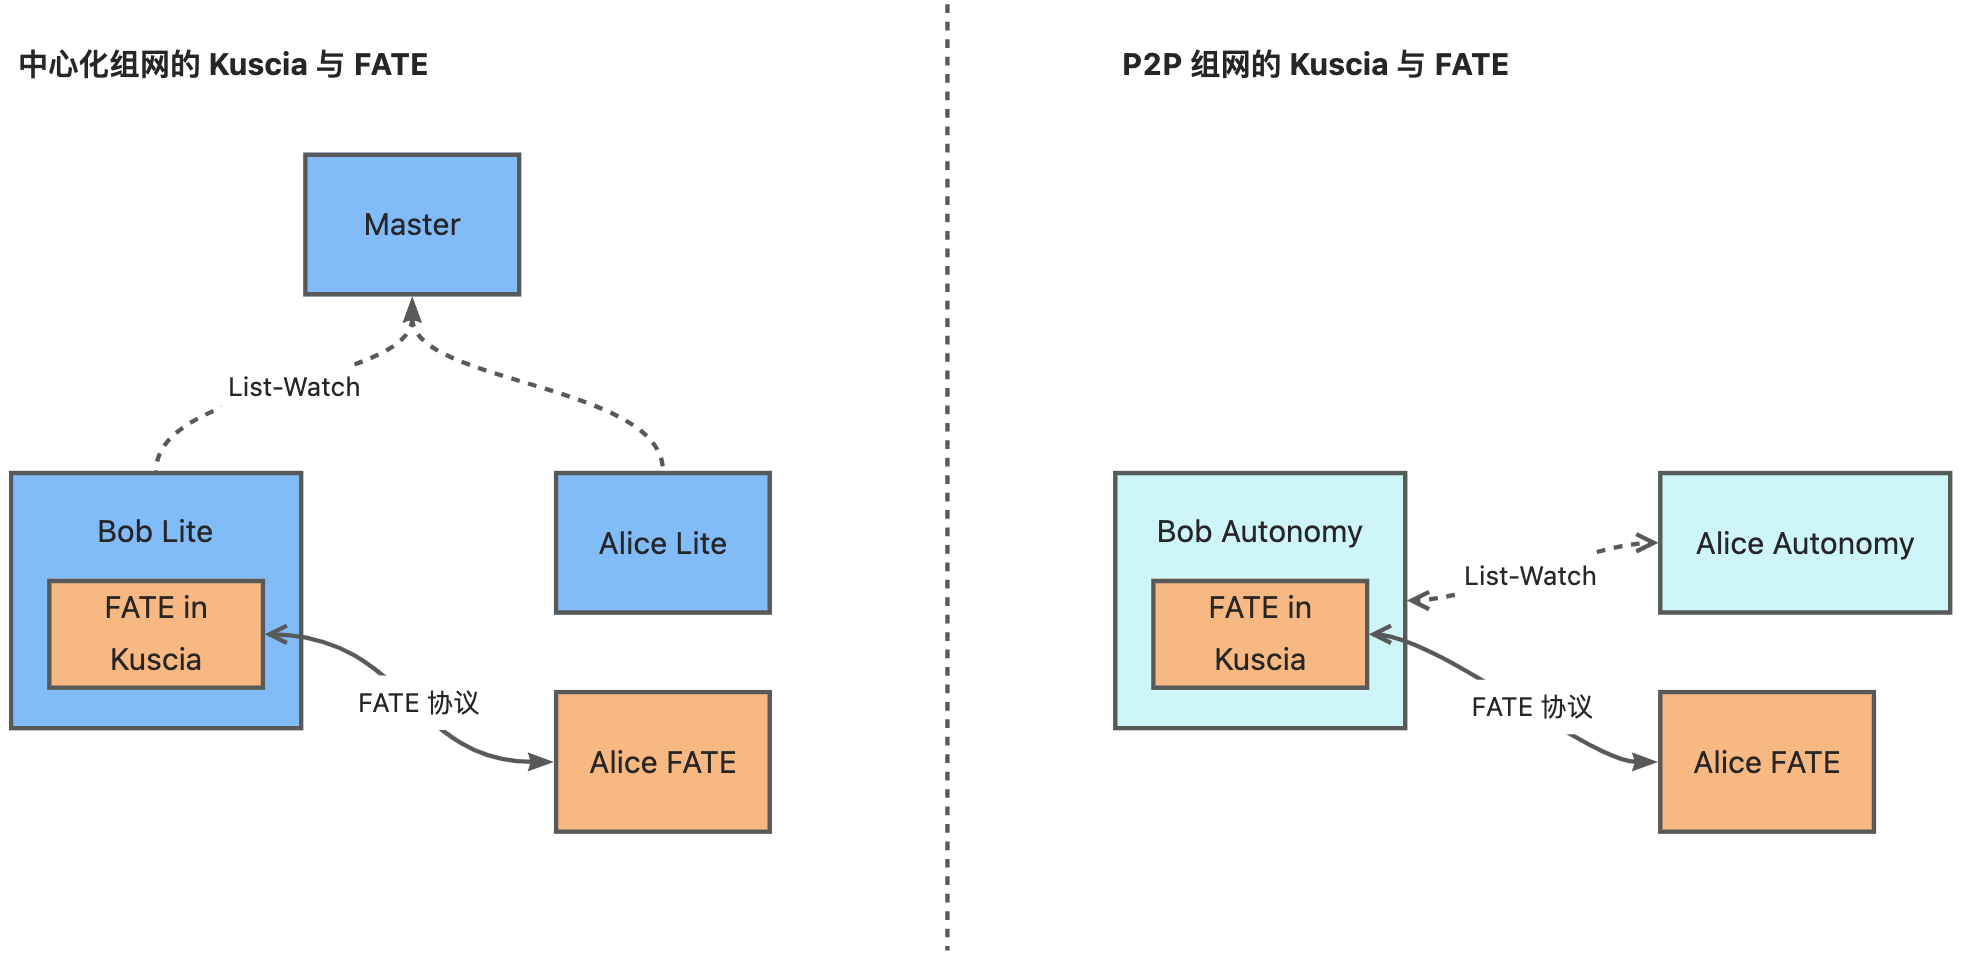 中心化组网的 Kuscia 与 FATE
Master
List-Watch
Bob Lite
FATE in
Kuscia
Alice Lite
FATE 协议
Alice FATE
P2P 组网的 Kuscia 与 FATE
Bob Autonomy
FATE in
Kuscia
List-Watch
Alice Autonomy
FATE 协议
Alice FATE